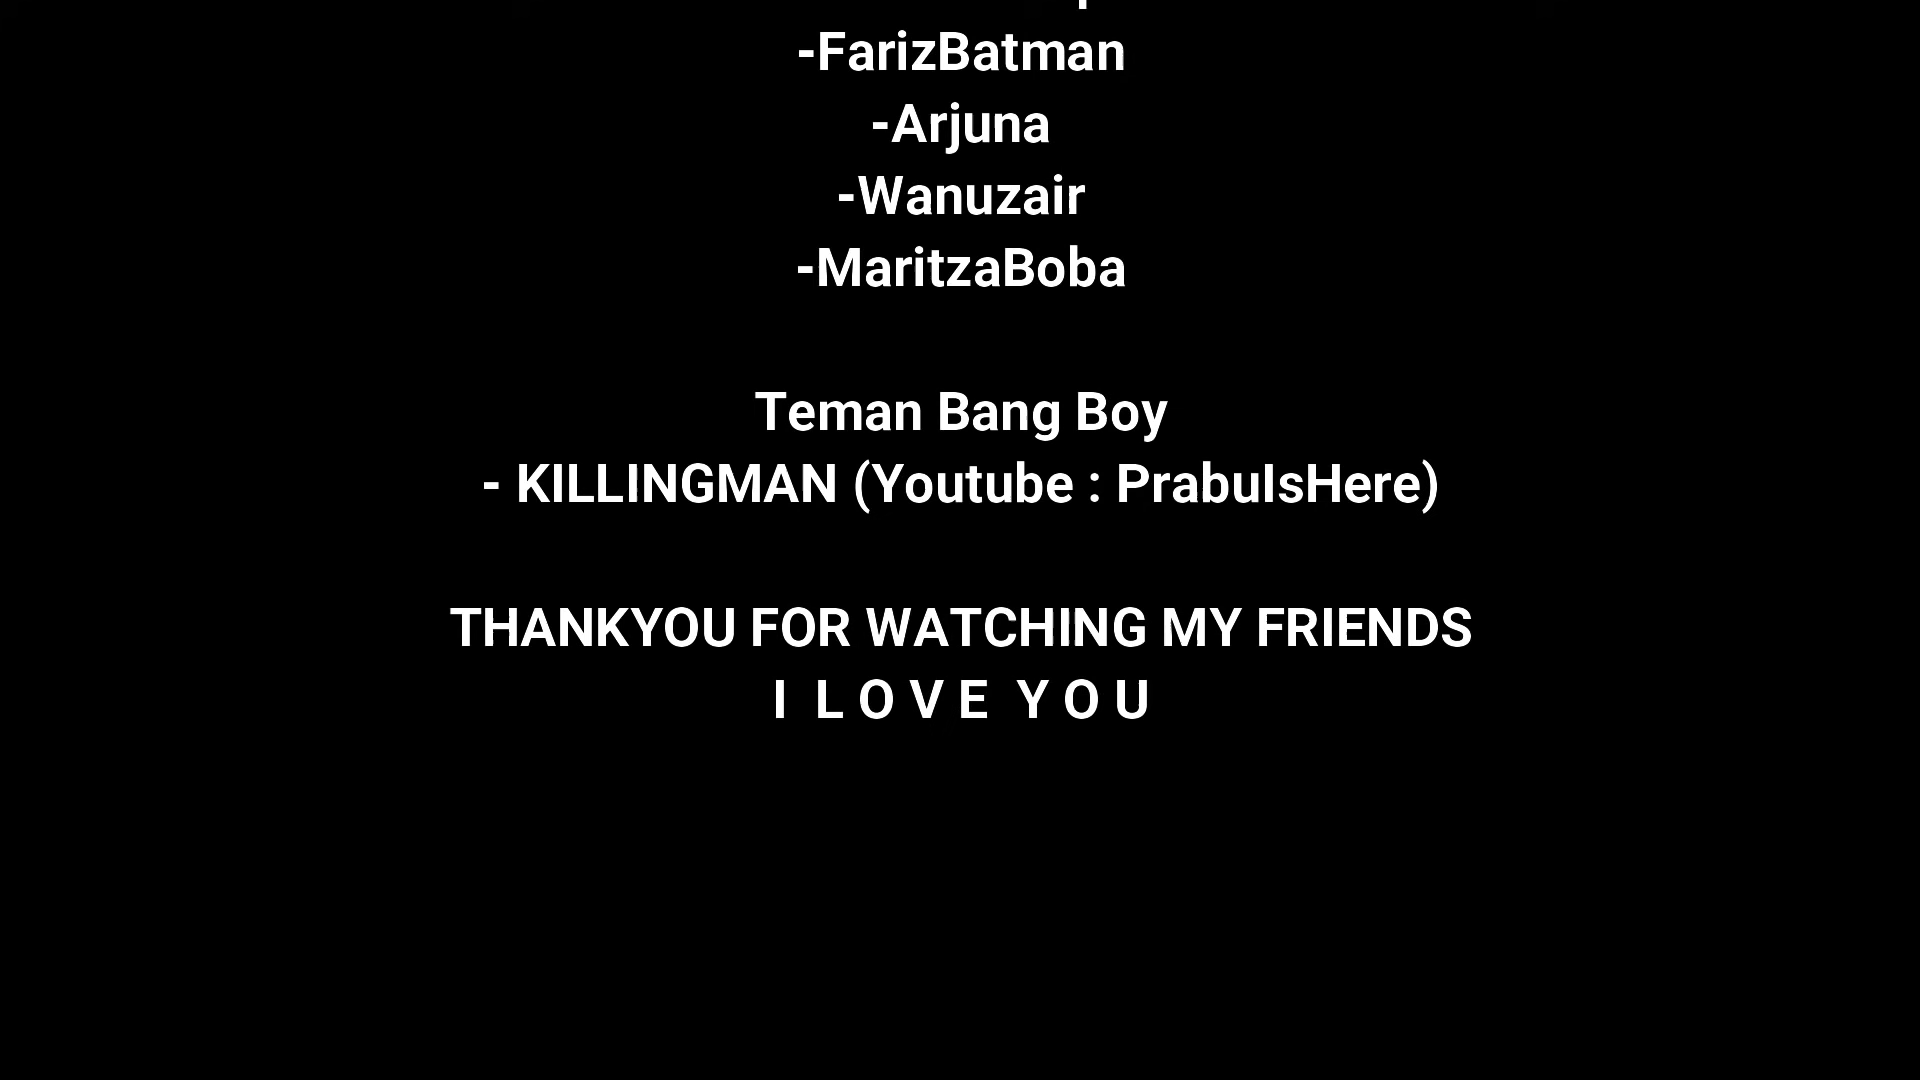 -FarizBatman
-Arjuna
-Wanuzair
-MaritzaBoba
Teman Bang Boy
- KILLINGMAN (Youtube : PrabuIsHere)
THANKYOU FOR WATCHING MY FRIENDS
I L O V E Y O U